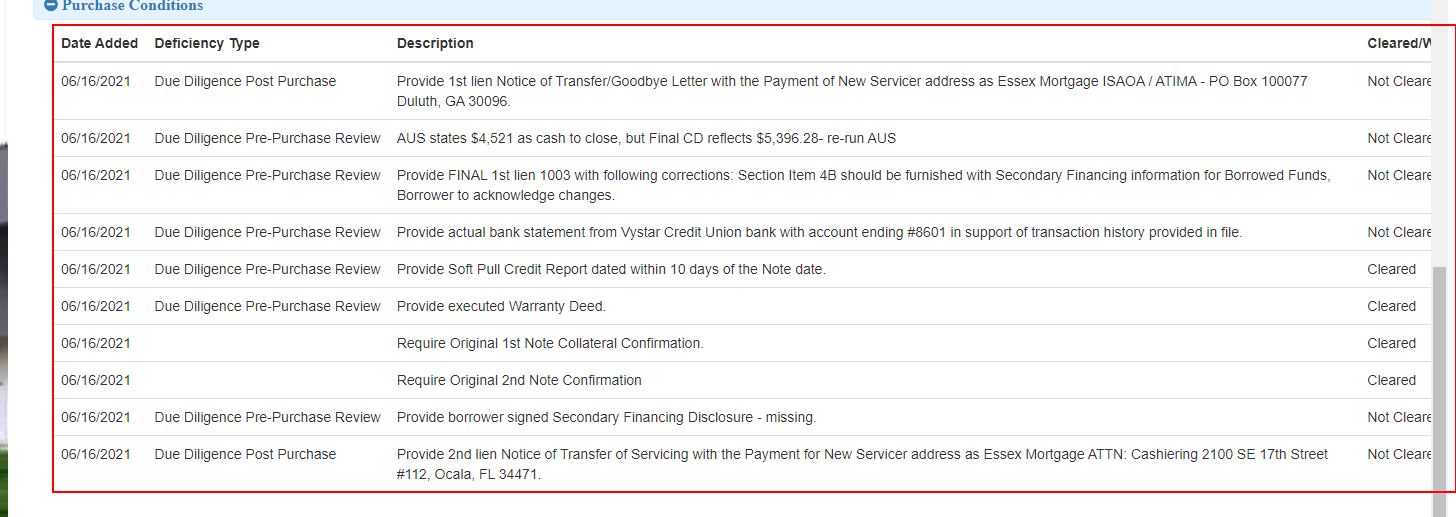 Purchase Conditions
Date Added Deficiency Type Description Cleared/W
06/16/2021 Due Diligence Post Purchase Provide 1st lien Notice of Transfer/Goodbye Letter with the Payment of New Servicer address as Essex Mortgage ISAOA / ATIMA - PO Box 100077 Not Cleare
Duluth, GA 30096.
06/16/2021 Due Diligence Pre-Purchase Review AUS states $4,521 as cash to close, but Final CD reflects $5,396.28- re-run AUS Not Cleare
06/16/2021 Due Diligence Pre-Purchase Review Provide FINAL 1st lien 1003 with following corrections: Section Item 4B should be furnished with Secondary Financing information for Borrowed Funds, Not Cleare
Borrower to acknowledge changes.
06/16/2021 Due Diligence Pre-Purchase Review Provide actual bank statement from Vystar Credit Union bank with account ending #8601 in support of transaction history provided in file. Not Cleare
06/16/2021 Due Diligence Pre-Purchase Review Provide Soft Pull Credit Report dated within 10 days of the Note date. Cleared
06/16/2021 Due Diligence Pre-Purchase Review Provide executed Warranty Deed. Cleared
06/16/2021 Require Original 1st Note Collateral Confirmation. Cleared
06/16/2021 Require Original 2nd Note Confirmation Cleared
06/16/2021 Due Diligence Pre-Purchase Review Provide borrower signed Secondary Financing Disclosure - missing. Not Cleare
06/16/2021 Due Diligence Post Purchase Provide 2nd lien Notice of Transfer of Servicing with the Payment for New Servicer address as Essex Mortgage ATTN: Cashiering 2100 SE 17th Street Not Cleare
#112, Ocala, FL 34471.